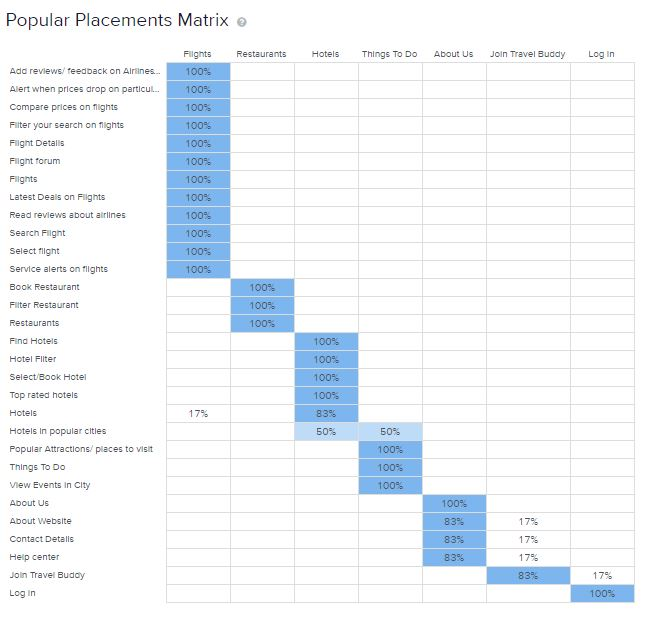 Popular Placements Matrix ?
Flights Restaurants Hotels Things To Do About Us Join Travel Buddy Log In
Add reviews/ feedback on Airlines... 100%
Alert when prices drop on particul... 100%
Compare prices on flights 100%
Filter your search on flights 100%
Flight Details 100%
Flight forum 100%
Flights 100%
Latest Deals on Flights 100%
Read reviews about airlines 100%
Search Flight 100%
Select flight 100%
Service alerts on flights 100%
Book Restaurant 100%
Filter Restaurant 100%
Restaurants 100%
Find Hotels 100%
Hotel Filter 100%
Select/Book Hotel 100%
Top rated hotels 100%
Hotels 17% 83%
Hotels in popular cities 50% 50%
Popular Attractions/ places to visit 100%
Things To Do 100%
View Events in City 100%
About Us 100%
About Website 83% 17%
Contact Details 83% 17%
Help center 83% 17%
Join Travel Buddy 83% 17%
Log In 100%